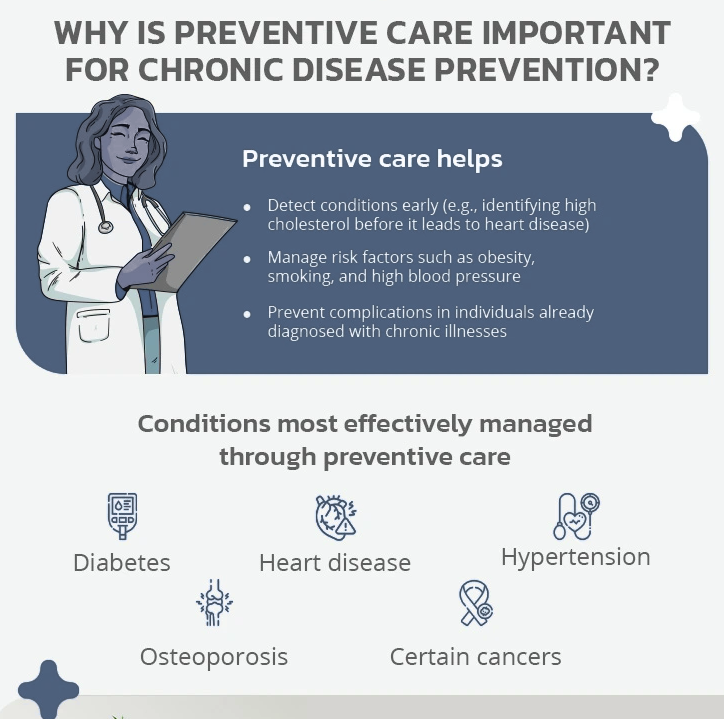 WHY IS PREVENTIVE CARE IMPORTANT
FOR CHRONIC DISEASE PREVENTION?
Preventive care helps
• Detect conditions early (e.g., identifying high
cholesterol before it leads to heart disease)
• Manage risk factors such as obesity,
smoking, and high blood pressure
• Prevent complications in individuals already
diagnosed with chronic illnesses
Conditions most effectively managed
through preventive care
Diabetes
Heart disease
Hypertension
Osteoporosis
Certain cancers